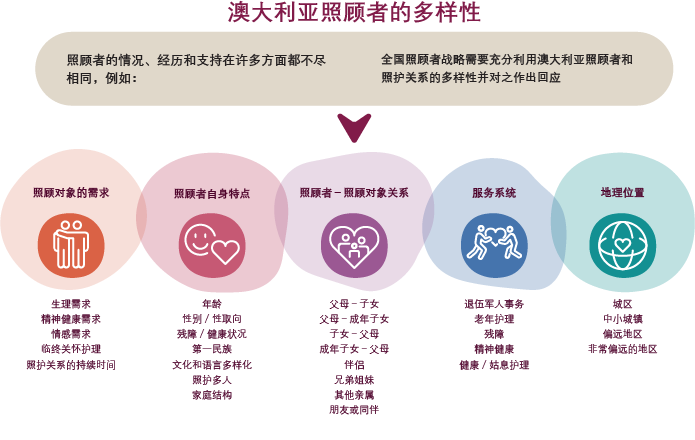 澳大利亚照顾者的多样性
照顾者的情况、经历和支持在许多方面都不尽
相同，例如：
全国照顾者战略需要充分利用澳大利亚照顾者和
照护关系的多样性并对之作出回应
照顾对象的需求
生理需求
精神健康需求
情感需求
临终关怀护理
照护关系的持续时间
照顾者自身特点
年龄
性别 / 性取向
残障 / 健康状况
第一民族
文化和语言多样化
照护多人
家庭结构
照顾者 – 照顾对象关系
父母 – 子女
父母 – 成年子女
子女 – 父母
成年子女 – 父母
伴侣
兄弟姐妹
其他亲属
朋友或同伴
服务系统
退伍军人事务
老年护理
残障
精神健康
健康 / 姑息护理
地理位置
城区
中小城镇
偏远地区
非常偏远的地区